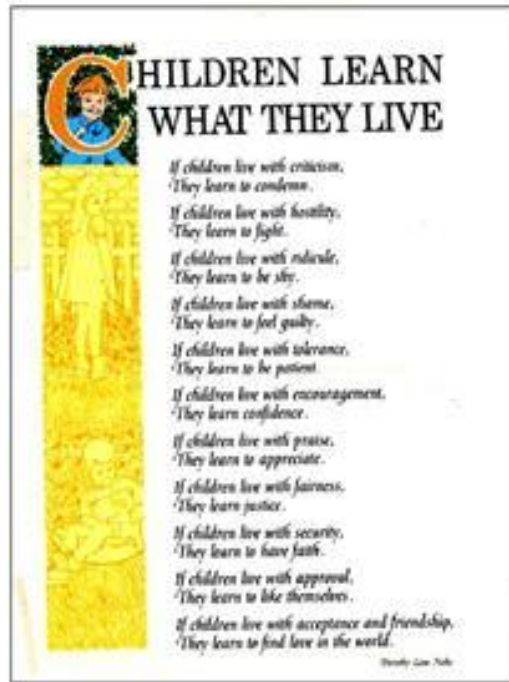 CHILDREN LEARN
WHAT THEY LIVE
If children live with criticism,
They learn to condemn.
If children live with hostility,
They learn to fight.
If children live with ridicule,
They learn to be shy.
If children live with shame,
They learn to feel guilty.
If children live with tolerance,
They learn to be patient.
If children live with encouragement,
They learn confidence.
If children live with praise,
They learn to appreciate.
If children live with fairness,
They learn justice.
If children live with security,
They learn to have faith.
If children live with approval,
They learn to like themselves.
If children live with acceptance and friendship,
They learn to find love in the world.
Dorothy Law Nolte